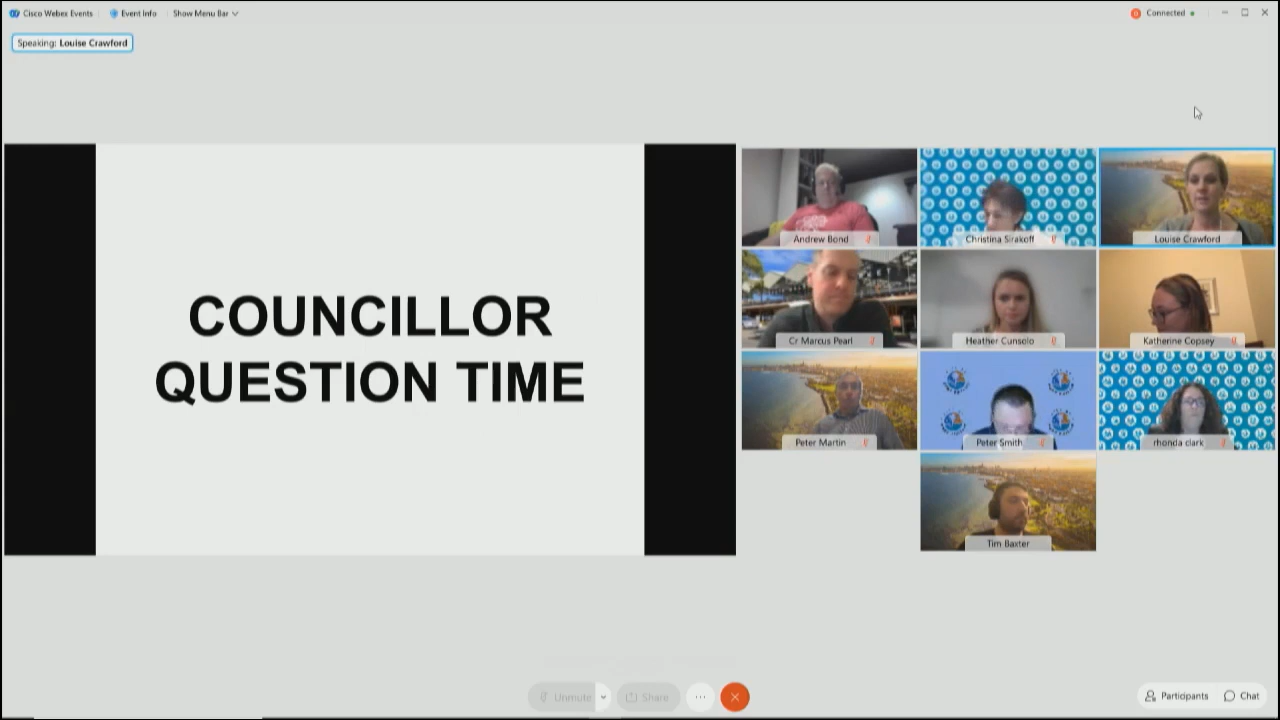 Cisco Webex Events
Event Info
Show Menu Bar
Connected
Speaking: Louise Crawford
COUNCILLOR
QUESTION TIME
Andrew Bond
Christina Sirakoff
Louise Crawford
Cr Marcus Pearl
Heather Cunsolo
Katherine Copsey
Peter Martin
Peter Smith
rhonda clark
Tim Baxter
Unmute
Share
Participants
Chat